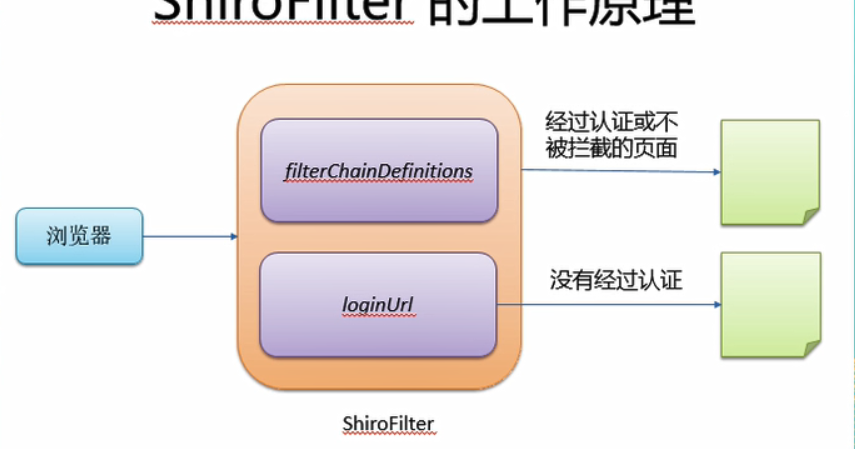 ShiroFilter 的工作原理
经过认证或不
被拦截的页面
filterChainDefinitions
浏览器
没有经过认证
loginUrl
ShiroFilter